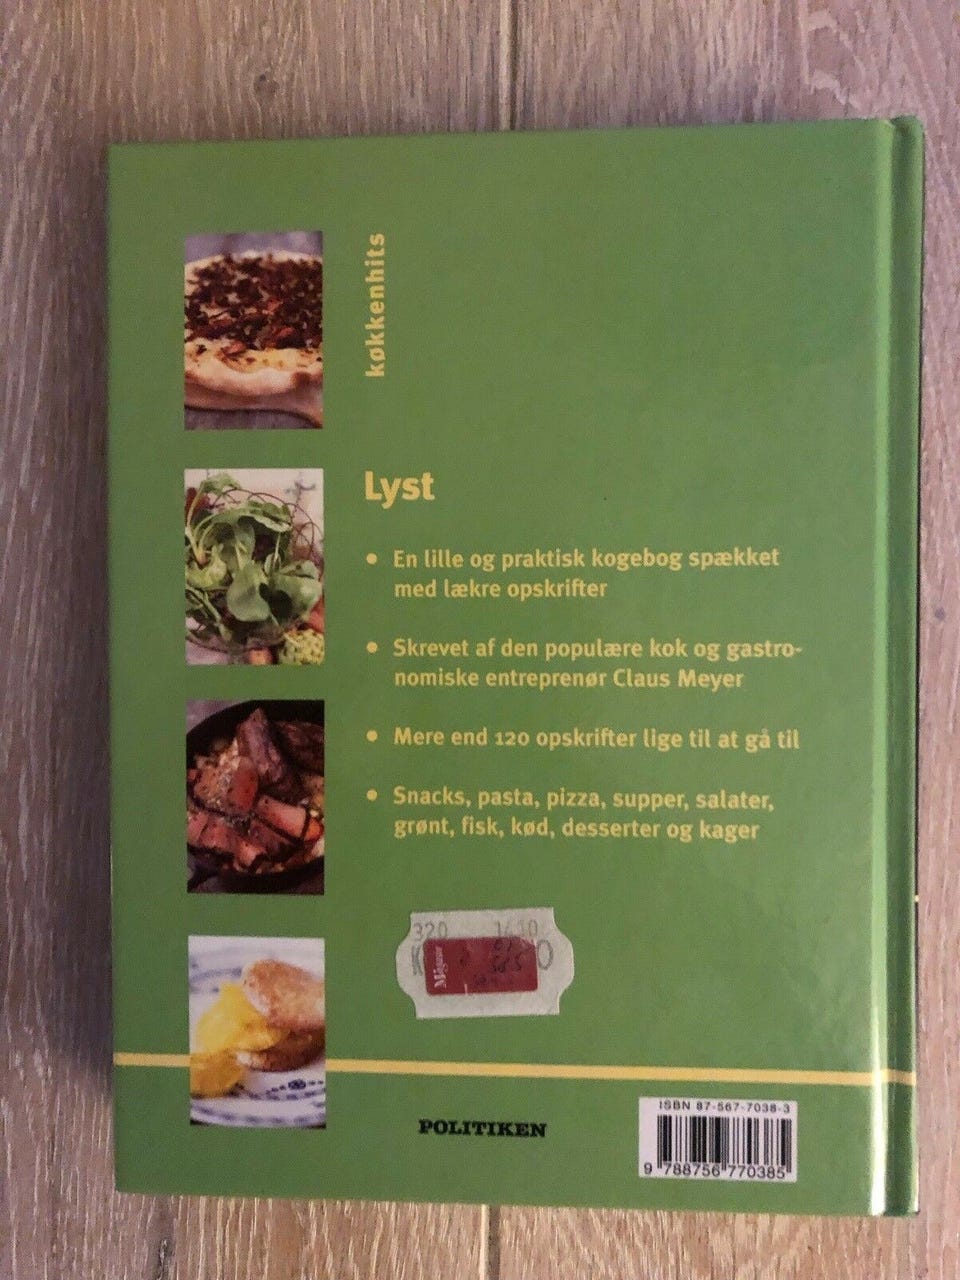 køkkenhits
Lyst
• En lille og praktisk kogebog spækket
med lækre opskrifter
• Skrevet af den populære kok og gastro-
nomiske entreprenør Claus Meyer
• Mere end 120 opskrifter lige til at gå til
• Snacks, pasta, pizza, supper, salater,
grønt, fisk, kød, desserter og kager
320
POLITIKEN
ISBN 87-567-7038-3
9 788756 770385